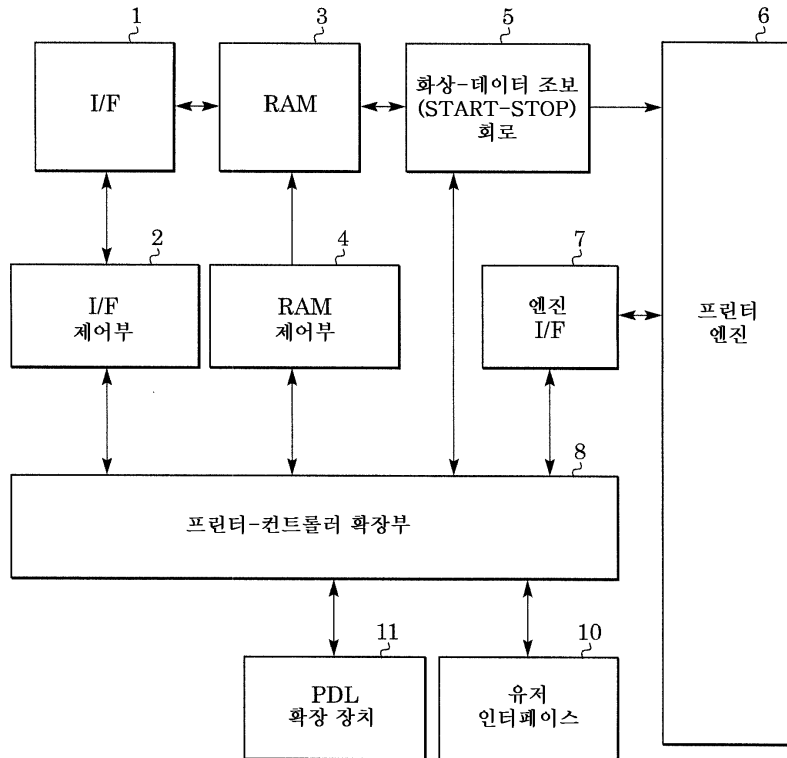 1
3
5
6
I/F
RAM
화상-데이터 조보
(START-STOP)
회로
2
4
7
I/F
제어부
RAM
제어부
엔진
I/F
프린터
엔진
8
프린터-컨트롤러 확장부
11
10
PDL
확장 장치
유저
인터페이스